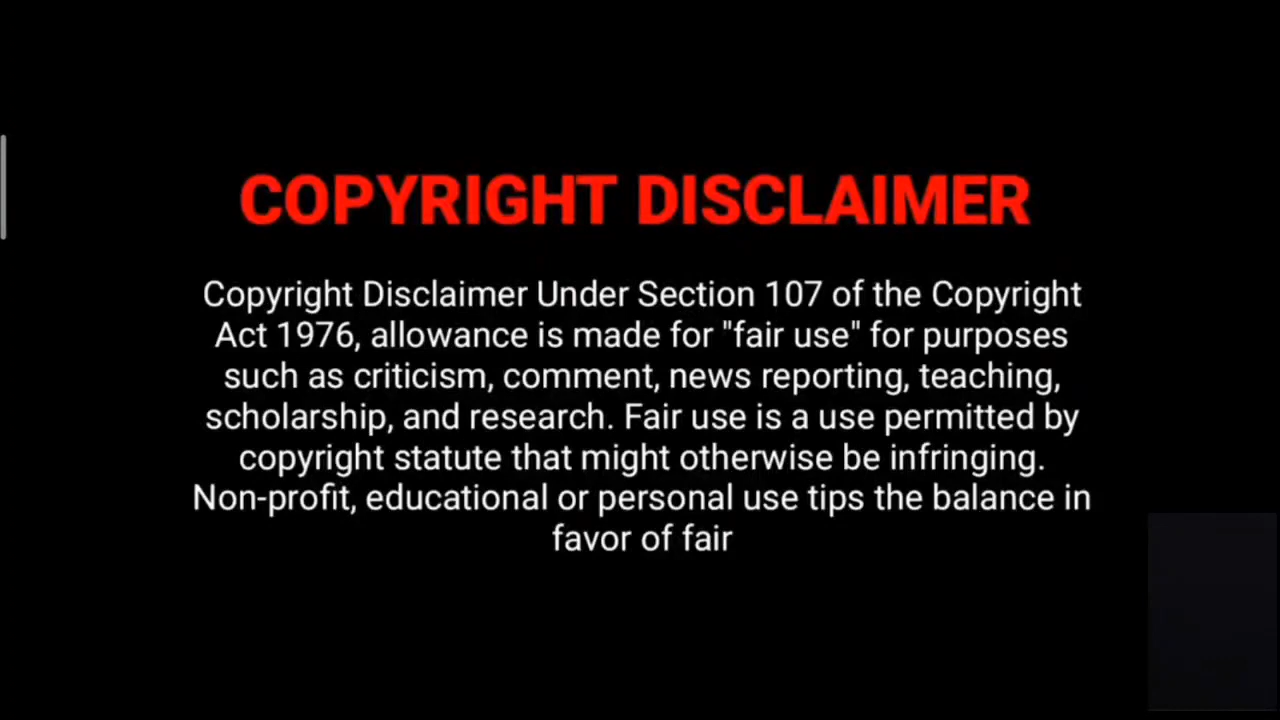 COPYRIGHT DISCLAIMER
Copyright Disclaimer Under Section 107 of the Copyright
Act 1976, allowance is made for "fair use" for purposes
such as criticism, comment, news reporting, teaching,
scholarship, and research. Fair use is a use permitted by
copyright statute that might otherwise be infringing.
Non-profit, educational or personal use tips the balance in
favor of fair